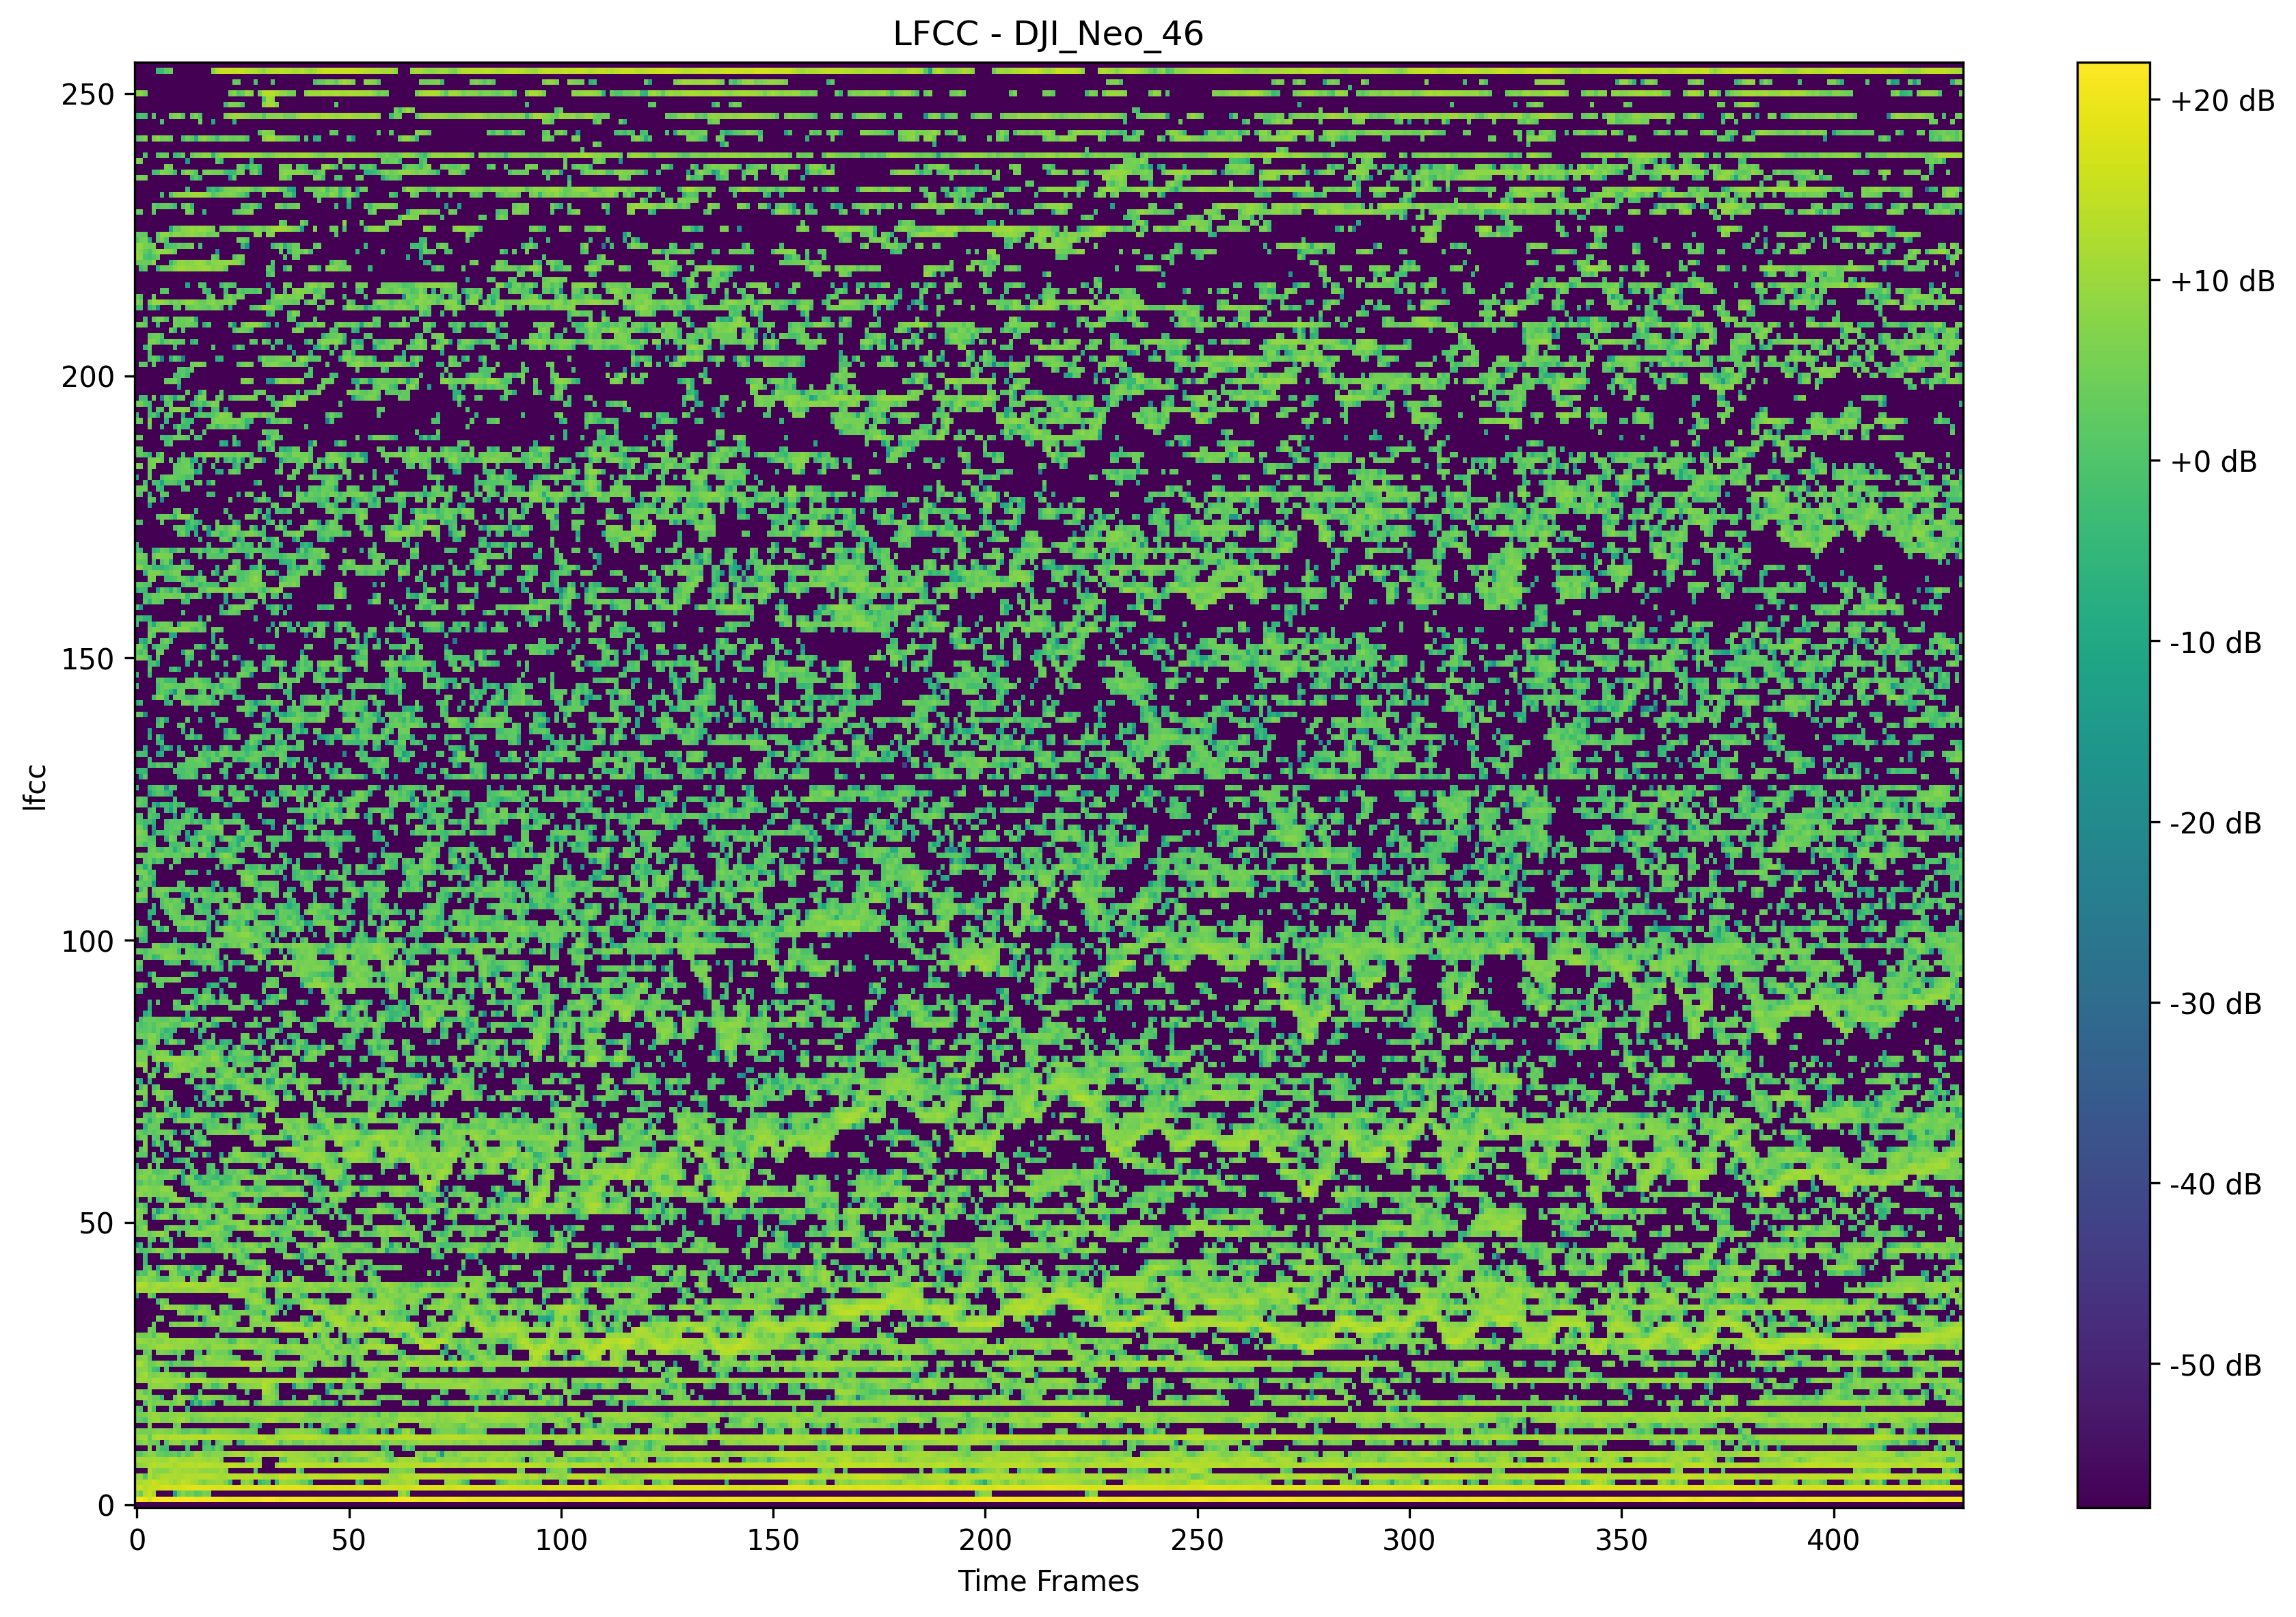 LFCC - DJI_Neo_46
250
200
150
100
50
0
lfcc
0 50 100 150 200 250 300 350 400
Time Frames
+20 dB
+10 dB
+0 dB
-10 dB
-20 dB
-30 dB
-40 dB
-50 dB